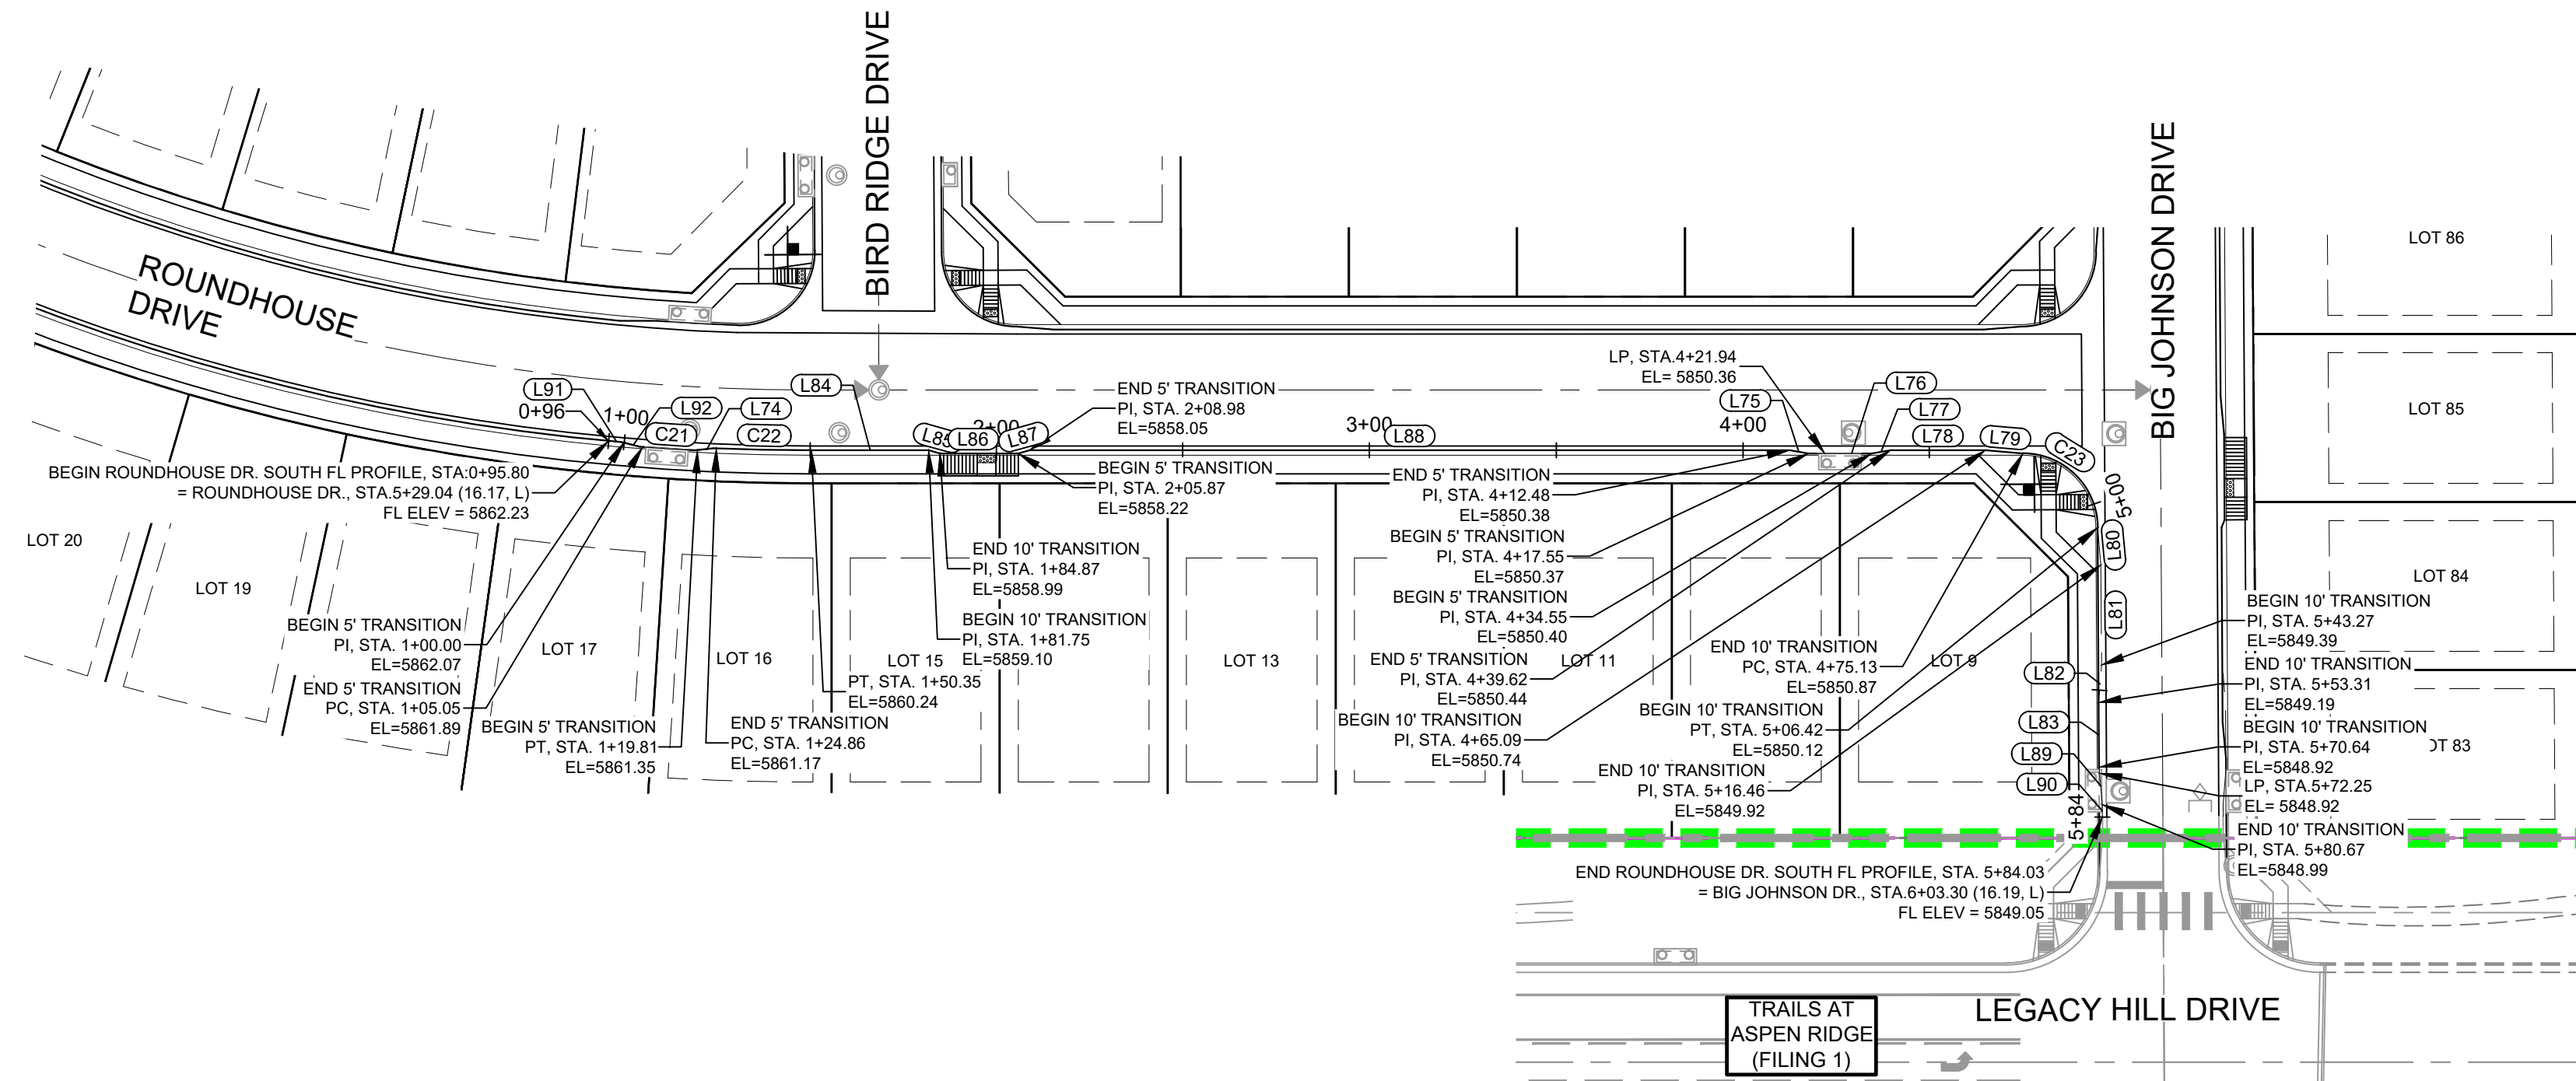 BIRD RIDGE DRIVE
BIG JOHNSON DRIVE
ROUNDHOUSE
DRIVE
LOT 86
LOT 85
LOT 84
LOT 20
LOT 19
LOT 17
LOT 16
LOT 15
LOT 13
LOT 11
LOT 9
L91
0+96
1+00
L92
C21
L74
C22
L84
L85
L86
2+00
L87
3+00
L88
L75
4+00
L76
L77
L78
L79
C23
5+00
L80
L81
L82
L83
L89
L90
5+84
BEGIN ROUNDHOUSE DR. SOUTH FL PROFILE, STA:0+95.80
= ROUNDHOUSE DR., STA.5+29.04 (16.17, L)
FL ELEV = 5862.23
BEGIN 5' TRANSITION
PI, STA. 1+00.00
EL=5862.07
END 5' TRANSITION
PC, STA. 1+05.05
EL=5861.89
BEGIN 5' TRANSITION
PT, STA. 1+19.81
EL=5861.35
END 5' TRANSITION
PC, STA. 1+24.86
EL=5861.17
PT, STA. 1+50.35
EL=5860.24
BEGIN 10' TRANSITION
PI, STA. 1+81.75
EL=5859.10
END 10' TRANSITION
PI, STA. 1+84.87
EL=5858.99
BEGIN 5' TRANSITION
PI, STA. 2+05.87
EL=5858.22
END 5' TRANSITION
PI, STA. 2+08.98
EL=5858.05
LP, STA.4+21.94
EL= 5850.36
END 5' TRANSITION
PI, STA. 4+12.48
EL=5850.38
BEGIN 5' TRANSITION
PI, STA. 4+17.55
EL=5850.37
BEGIN 5' TRANSITION
PI, STA. 4+34.55
EL=5850.40
END 5' TRANSITION
PI, STA. 4+39.62
EL=5850.44
BEGIN 10' TRANSITION
PI, STA. 4+65.09
EL=5850.74
END 10' TRANSITION
PC, STA. 4+75.13
EL=5850.87
BEGIN 10' TRANSITION
PT, STA. 5+06.42
EL=5850.12
END 10' TRANSITION
PI, STA. 5+16.46
EL=5849.92
BEGIN 10' TRANSITION
PI, STA. 5+43.27
EL=5849.39
END 10' TRANSITION
PI, STA. 5+53.31
EL=5849.19
BEGIN 10' TRANSITION
PI, STA. 5+70.64
EL=5848.92
LP, STA.5+72.25
EL= 5848.92
END 10' TRANSITION
PI, STA. 5+80.67
EL=5848.99
END ROUNDHOUSE DR. SOUTH FL PROFILE, STA. 5+84.03
= BIG JOHNSON DR., STA.6+03.30 (16.19, L)
FL ELEV = 5849.05
TRAILS AT
ASPEN RIDGE
(FILING 1)
LEGACY HILL DRIVE